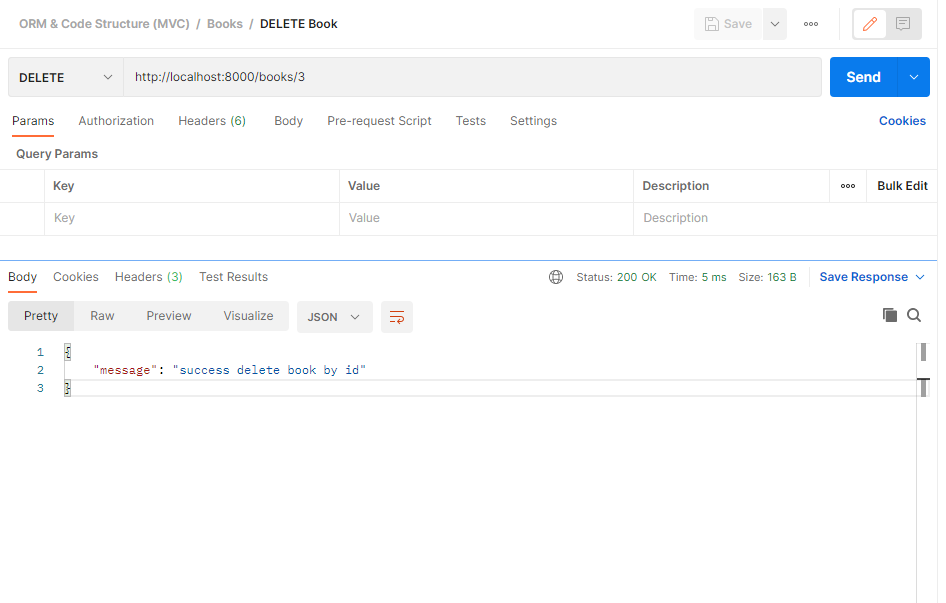 ORM & Code Structure (MVC) / Books / DELETE Book Save
DELETE http://localhost:8000/books/3 Send
Params Authorization Headers (6) Body Pre-request Script Tests Settings Cookies
Query Params
Key Value Description Bulk Edit
Key Value Description
Body Cookies Headers (3) Test Results Status: 200 OK Time: 5 ms Size: 163 B Save Response
Pretty Raw Preview Visualize JSON
1 {
2 "message": "success delete book by id"
3 }